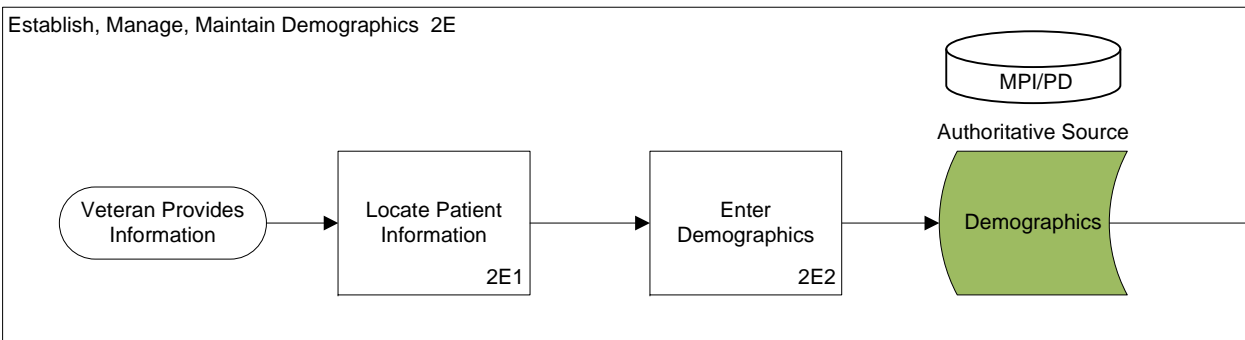 Establish, Manage, Maintain Demographics  2E
MPI/PD
Authoritative Source
Veteran Provides
Information
Locate Patient
Information
2E1
Enter
Demographics
2E2
Demographics